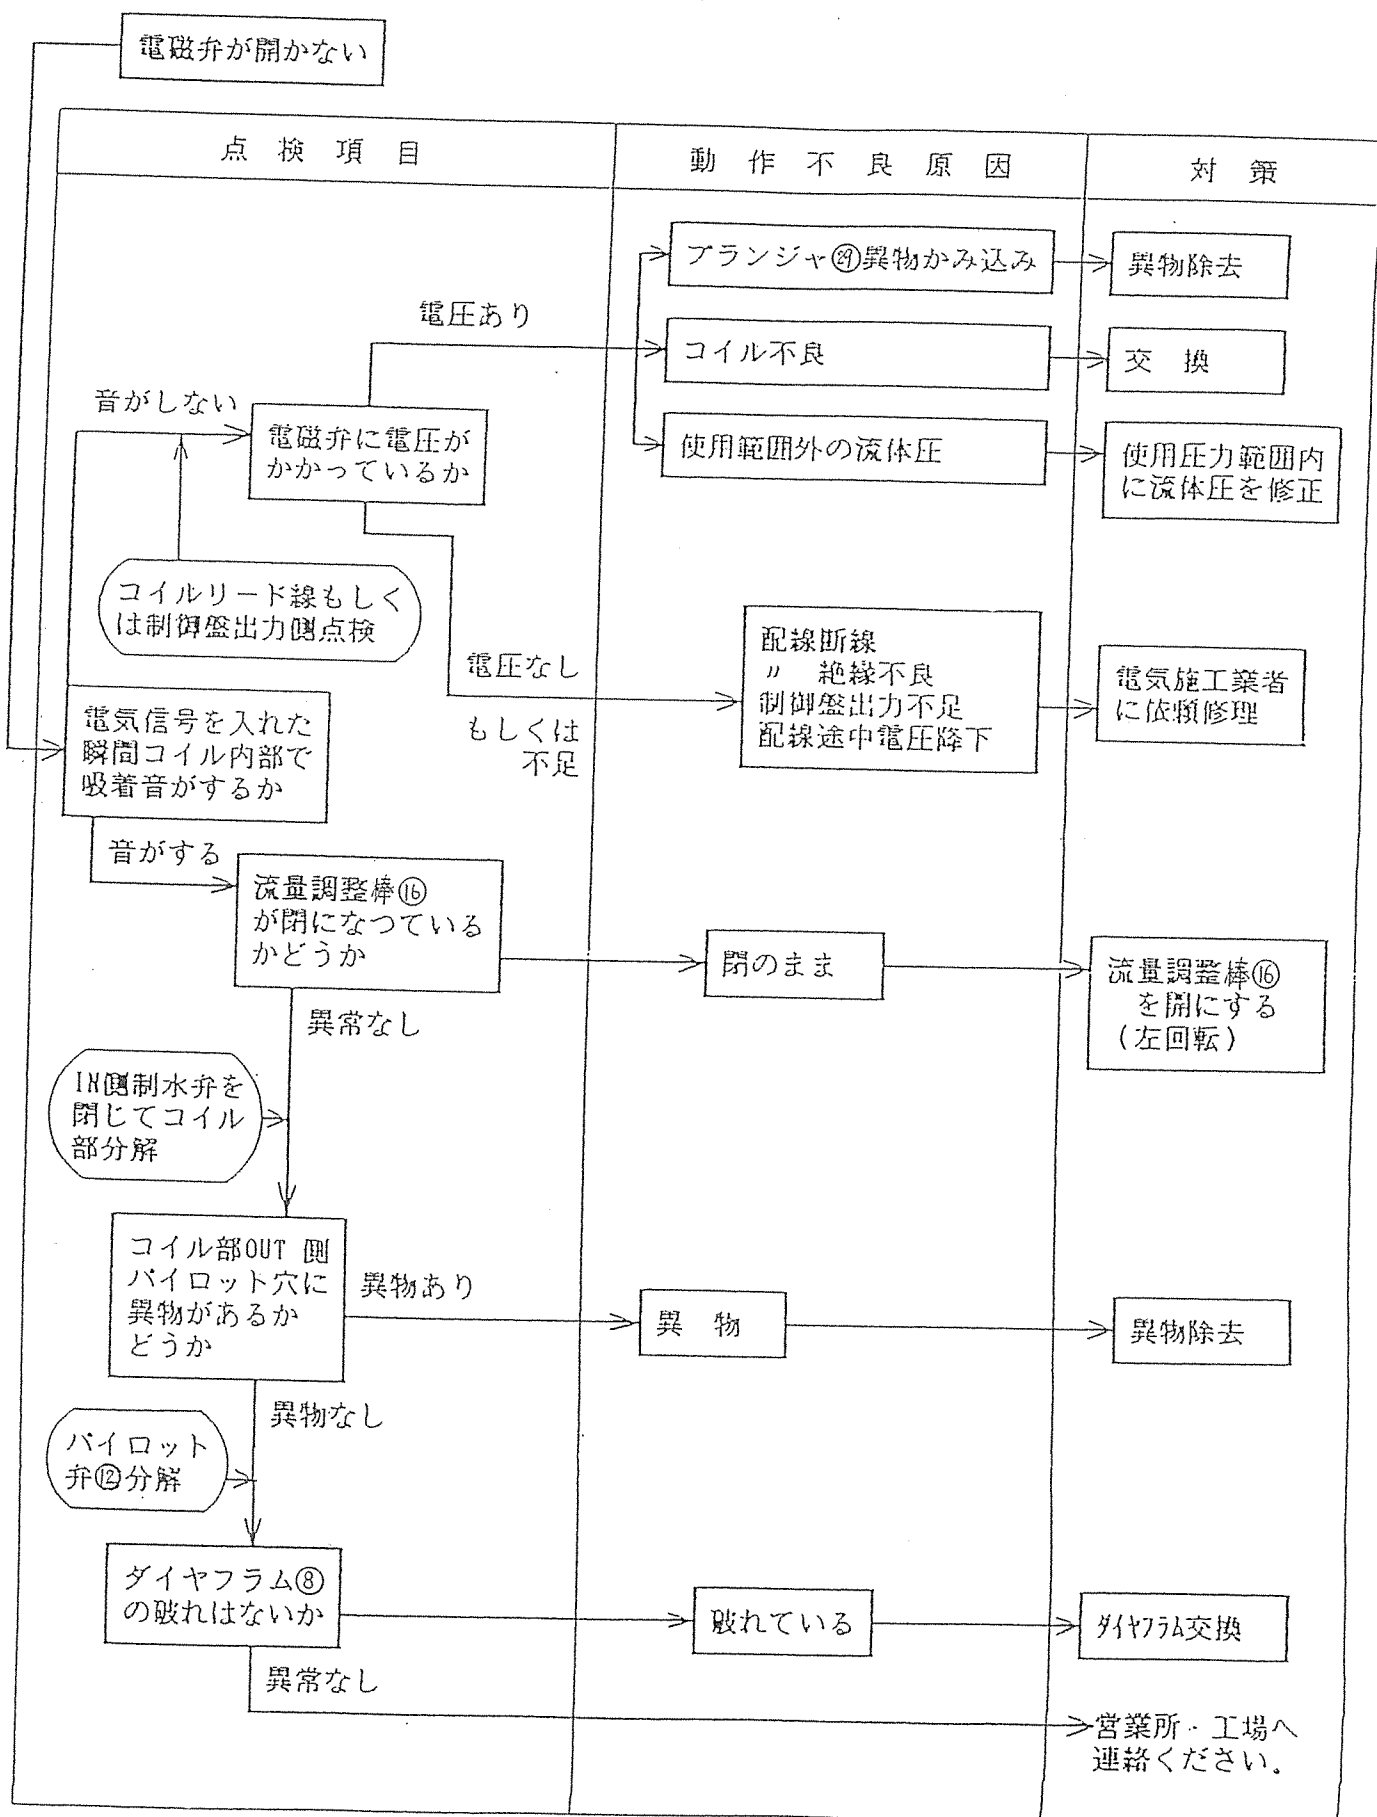 電磁弁が開かない
点検項目
動作不良原因
対策
プランジャ㉙異物かみ込み
異物除去
電圧あり
コイル不良
交換
音がしない
電磁弁に電圧が
かかっているか
使用範囲外の流体圧
使用圧力範囲内
に流体圧を修正
コイルリード線もしく
は制御盤出力側点検
電圧なし
もしくは
不足
配線断線
〃 絶縁不良
制御盤出力不足
配線途中電圧降下
電気施工業者
に依頼修理
電気信号を入れた
瞬間コイル内部で
吸着音がするか
音がする
流量調整棒⑯
が閉になつている
かどうか
閉のまま
流量調整棒⑯
を開にする
(左回転)
異常なし
IN側制水弁を
閉じてコイル
部分解
コイル部OUT 側
パイロット穴に
異物があるか
どうか
異物あり
異物
異物除去
異物なし
パイロット
弁⑫分解
ダイヤフラム⑧
の破れはないか
破れている
ダイヤフラム交換
異常なし
営業所・工場へ
連絡ください.